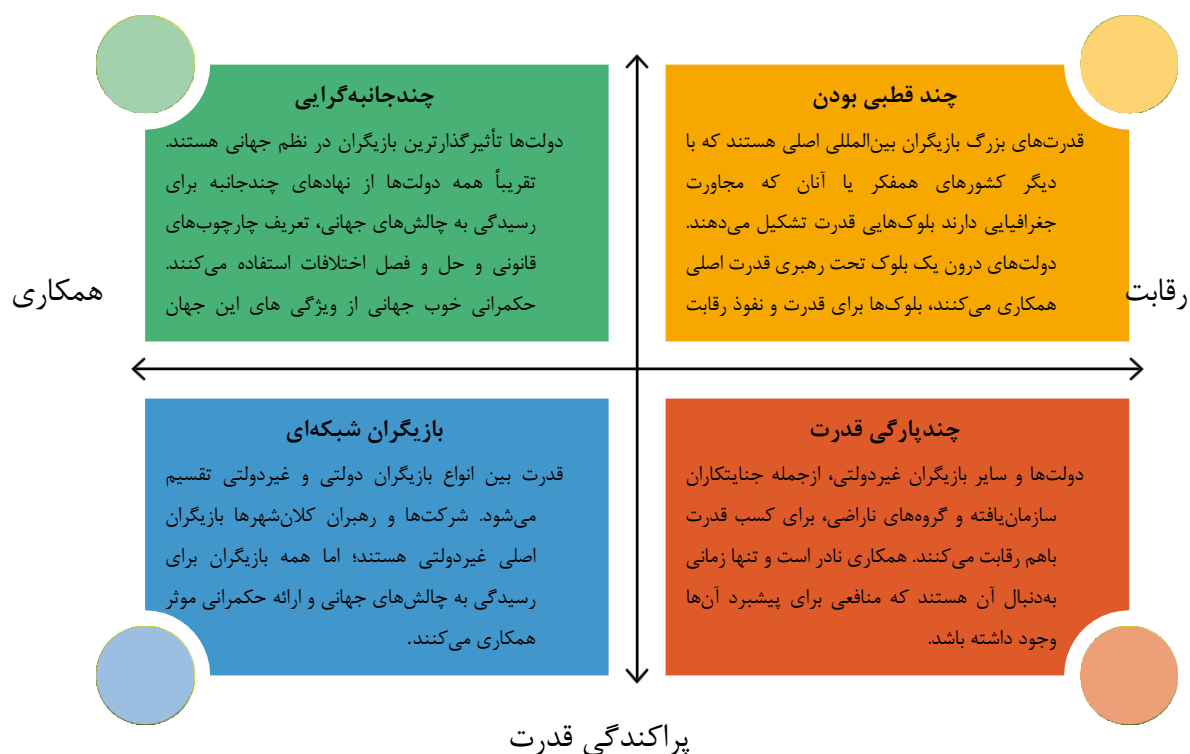 چند قطبی بودن
قدرت‌های بزرگ بازیگران بین‌المللی اصلی هستند که با
دیگر کشورهای همفکر یا آنان که مجاورت
جغرافیایی دارند بلوک‌هایی قدرت تشکیل می‌دهند.
دولت‌های درون یک بلوک تحت رهبری قدرت اصلی
همکاری می‌کنند، بلوک‌ها برای قدرت و نفوذ رقابت
چندجانبه‌گرایی
دولت‌ها تأثیرگذارترین بازیگران در نظم جهانی هستند.
تقریباً همه دولت‌ها از نهادهای چندجانبه برای
رسیدگی به چالش‌های جهانی، تعریف چارچوب‌های
قانونی و حل و فصل اختلافات استفاده می‌کنند.
حکمرانی خوب جهانی از ویژگی های این جهان
رقابت
همکاری
چندپارگی قدرت
دولت‌ها و سایر بازیگران غیردولتی، ازجمله جنایتکاران
سازمان‌یافته و گروه‌های ناراضی، برای کسب قدرت
باهم رقابت می‌کنند. همکاری نادر است و تنها زمانی
به‌دنبال آن هستند که منافعی برای پیشبرد آن‌ها
وجود داشته باشد.
بازیگران شبکه‌ای
قدرت بین انواع بازیگران دولتی و غیردولتی تقسیم
می‌شود. شرکت‌ها و رهبران کلان‌شهرها بازیگران
اصلی غیردولتی هستند؛ اما همه بازیگران برای
رسیدگی به چالش‌های جهانی و ارائه حکمرانی موثر
همکاری می‌کنند.
پراکندگی قدرت